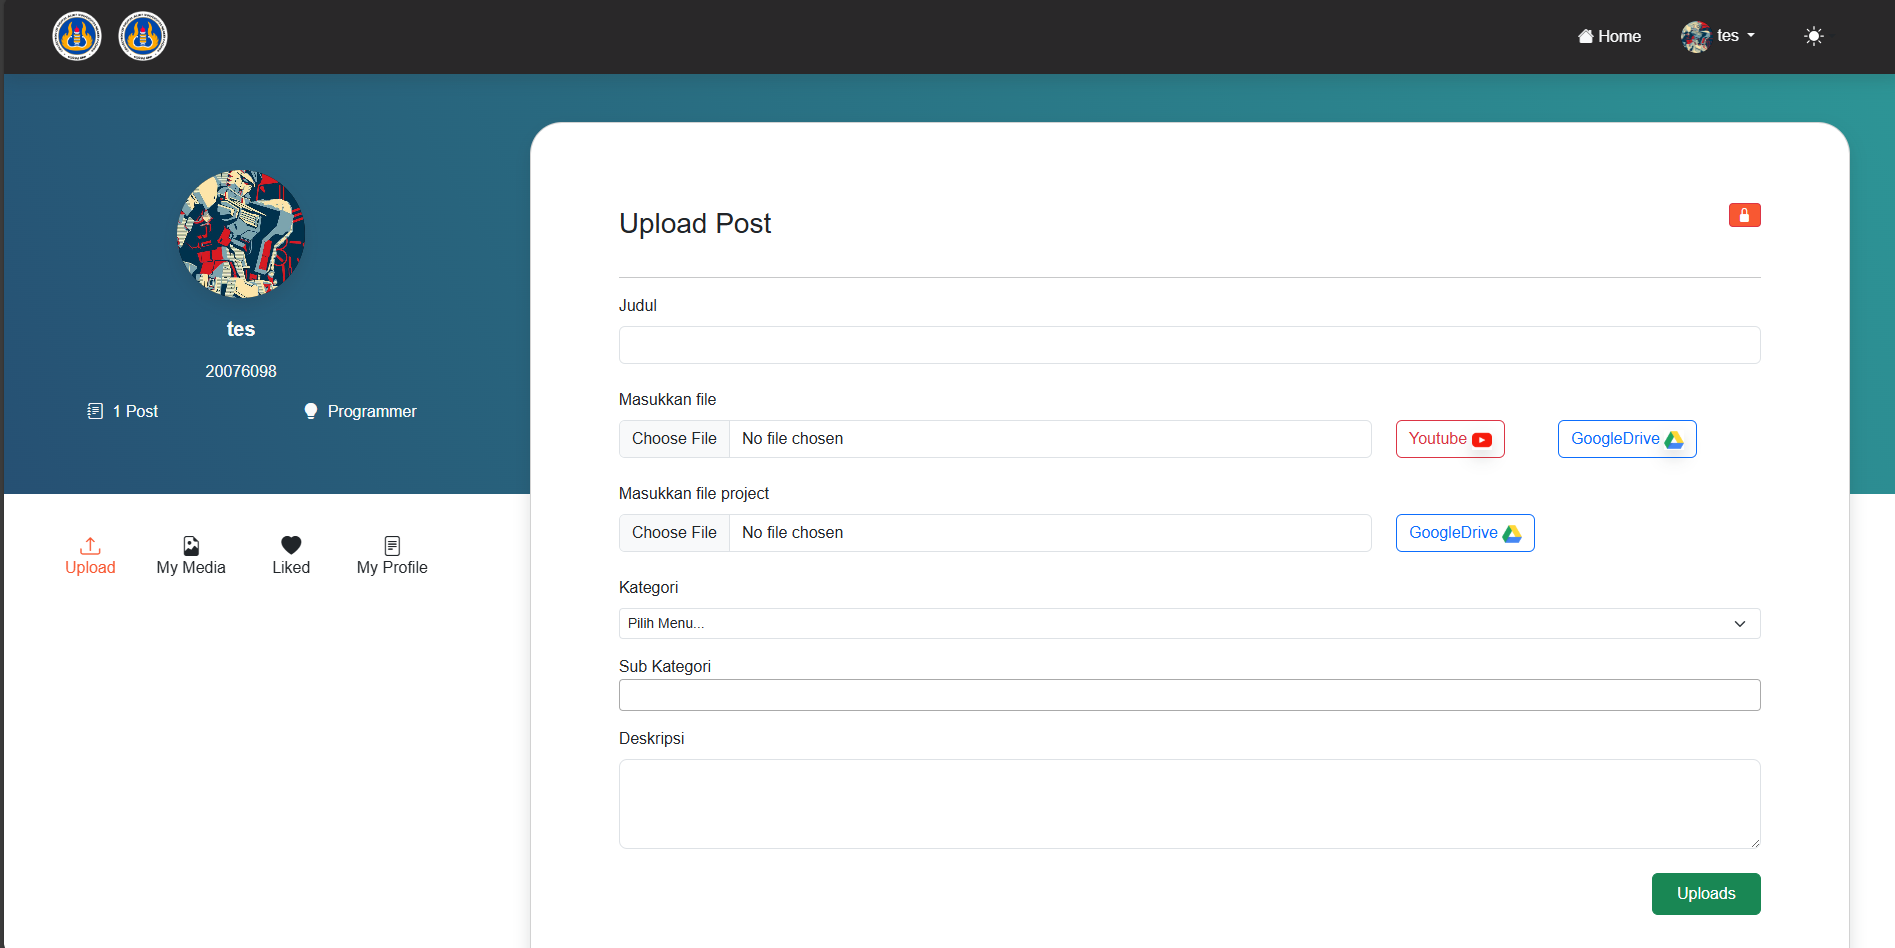 Home
tes
tes
20076098
1 Post
Programmer
Upload
My Media
Liked
My Profile
Upload Post
Judul
Masukkan file
Choose File No file chosen
Youtube
GoogleDrive
Masukkan file project
Choose File No file chosen
GoogleDrive
Kategori
Pilih Menu...
Sub Kategori
Deskripsi
Uploads